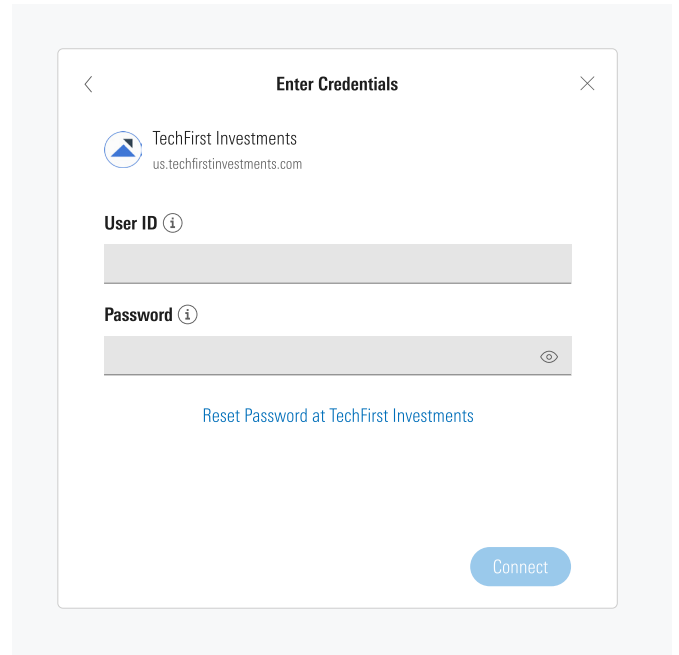 Enter Credentials
TechFirst Investments
us.techfirstinvestments.com
User ID
Password
Reset Password at TechFirst Investments
Connect